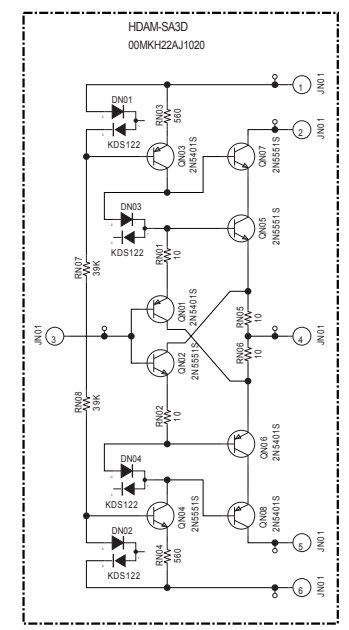 HDAM-SA3D
00MKH22AJ1020
DN01
KDS122
RN03
560
QN03
2N5401S
QN07
2N5551S
1
JN01
2
JN01
DN03
KDS122
QN05
2N5551S
RN07
39K
RN01
10
QN01
2N5401S
RN05
10
JN01
3
4
JN01
QN02
2N5551S
RN06
10
RN08
39K
RN02
10
QN06
2N5401S
DN04
KDS122
QN04
2N5551S
QN08
2N5401S
DN02
KDS122
RN04
560
5
JN01
6
JN01